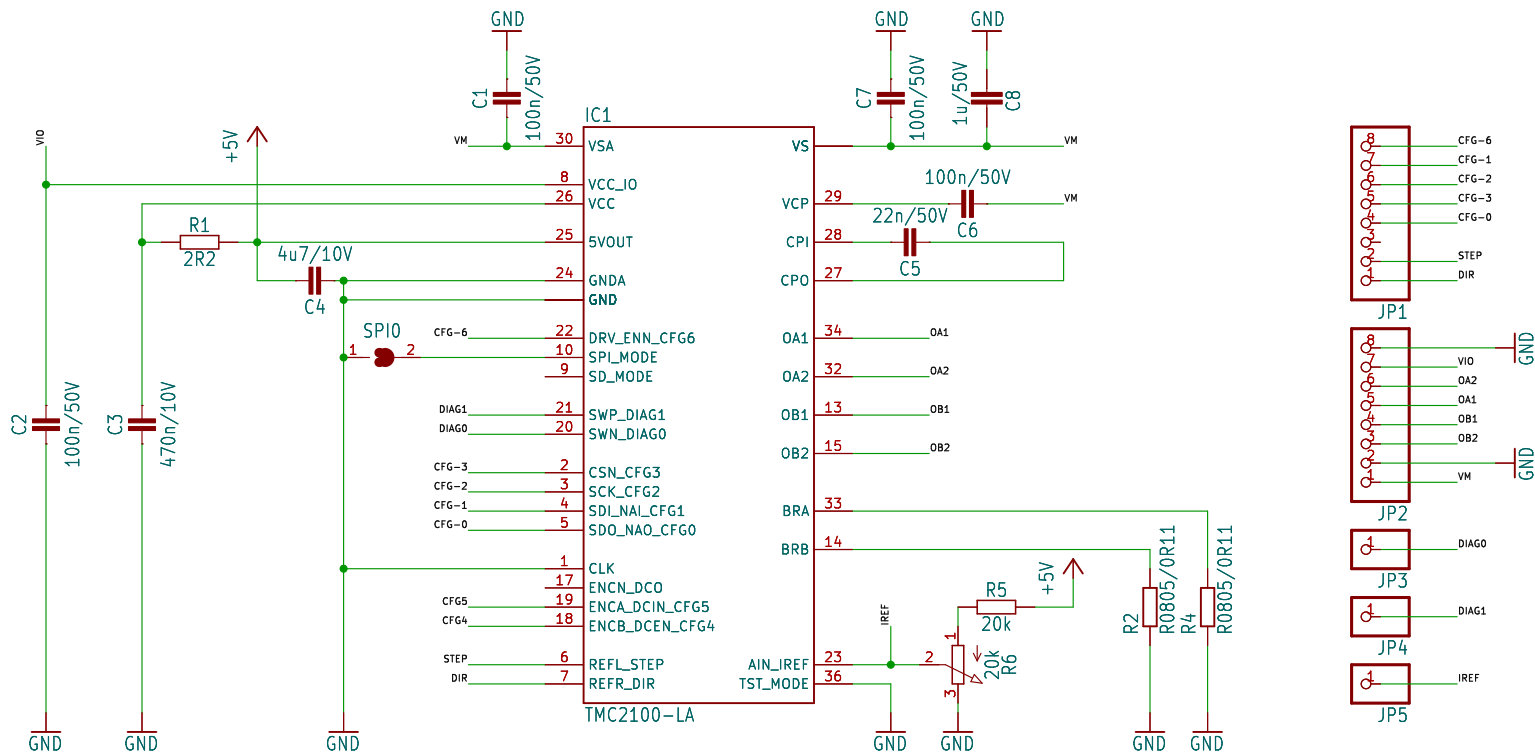 GND
GND
GND
C1
100n/50V
C7
100n/50V
1u/50V
C8
IC1
VIO
+5V
VM
30
VSA
VS
VM
8
VCC_IO
26
VCC
29
VCP
100n/50V
C6
VM
R1
2R2
25
5VOUT
28
CPI
22n/50V
C5
4u7/10V
C4
24
GNDA
27
CPO
GND
SPI0
1
2
CFG-6
22
DRV_ENN_CFG6
34
OA1
OA1
10
SPI_MODE
9
SD_MODE
32
OA2
OA2
DIAG1
21
SWP_DIAG1
13
OB1
OB1
DIAG0
20
SWN_DIAG0
15
OB2
OB2
C2
100n/50V
C3
470n/10V
CFG-3
2
CSN_CFG3
CFG-2
3
SCK_CFG2
CFG-1
4
SDI_NAI_CFG1
33
BRA
CFG-0
5
SDO_NAO_CFG0
14
BRB
1
CLK
17
ENCN_DCO
CFG5
19
ENCA_DCIN_CFG5
CFG4
18
ENCB_DCEN_CFG4
STEP
6
REFL_STEP
23
AIN_IREF
DIR
7
REFR_DIR
36
TST_MODE
TMC2100-LA
IREF
R5
20k
+5V
1
2
3
20k
R6
R2
R0805/0R11
R4
R0805/0R11
GND
GND
GND
GND
GND
GND
GND
8
CFG-6
7
CFG-1
6
CFG-2
5
CFG-3
4
CFG-0
3
2
STEP
1
DIR
JP1
8
GND
7
VIO
6
OA2
5
OA1
4
OB1
3
OB2
2
GND
1
VM
JP2
1
DIAG0
JP3
1
DIAG1
JP4
1
IREF
JP5